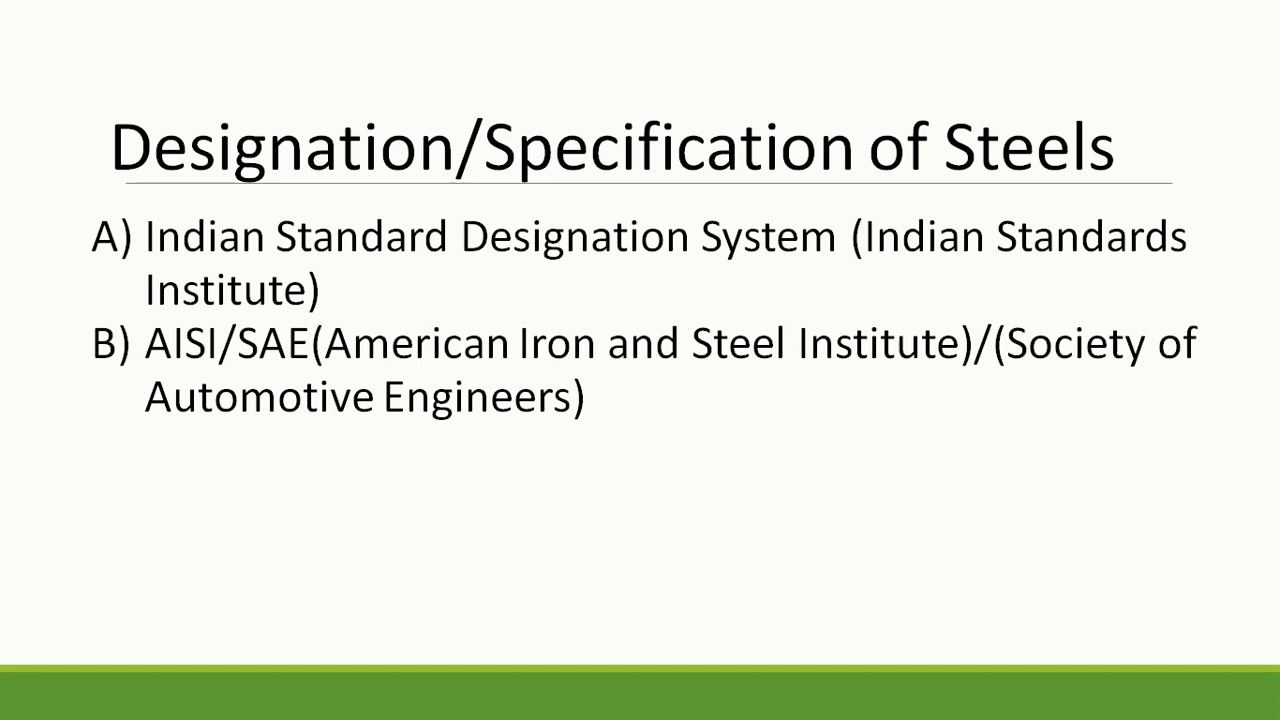 Designation/Specification of Steels
A) Indian Standard Designation System (Indian Standards
Institute)
B) AISI/SAE(American Iron and Steel Institute)/(Society of
Automotive Engineers)